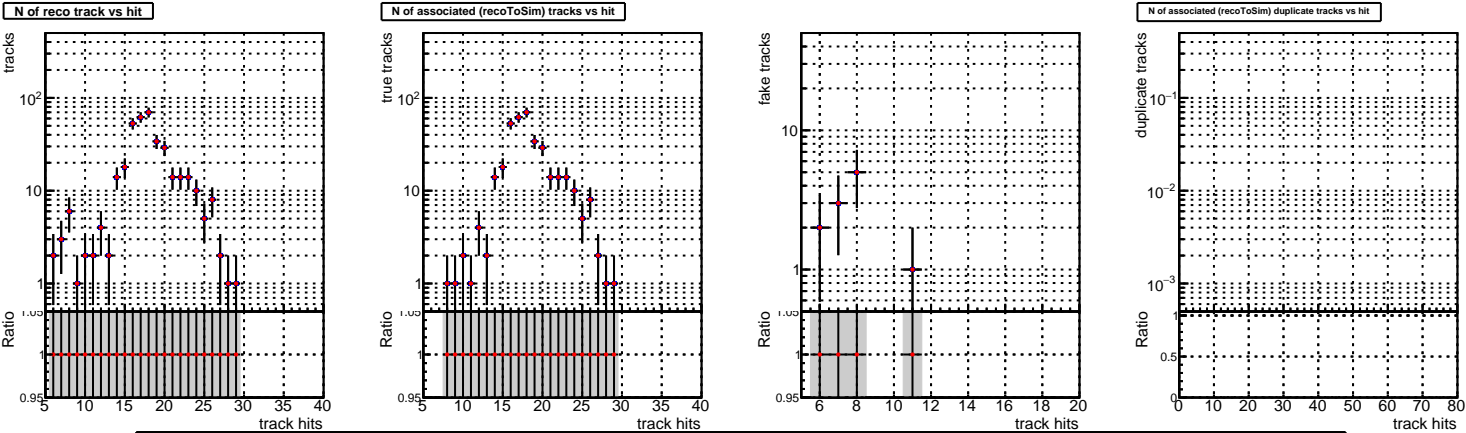 N of reco track vs hit
N of associated (recoToSim) tracks vs hit
N of associated (recoToSim) duplicate tracks vs hit
tracks
10²
10
1
1.05
Ratio
1
0.95
5 10 15 20 25 30 35 40
track hits
true tracks
10²
10
1
1.05
Ratio
1
0.95
5 10 15 20 25 30 35 40
track hits
fake tracks
10
1
1.05
Ratio
1
0.95
6 8 10 12 14 16 18 20
track hits
duplicate tracks
10⁻¹
10⁻²
10⁻³
Ratio
1
0.5
0
0 10 20 30 40 50 60 70 80
track hits